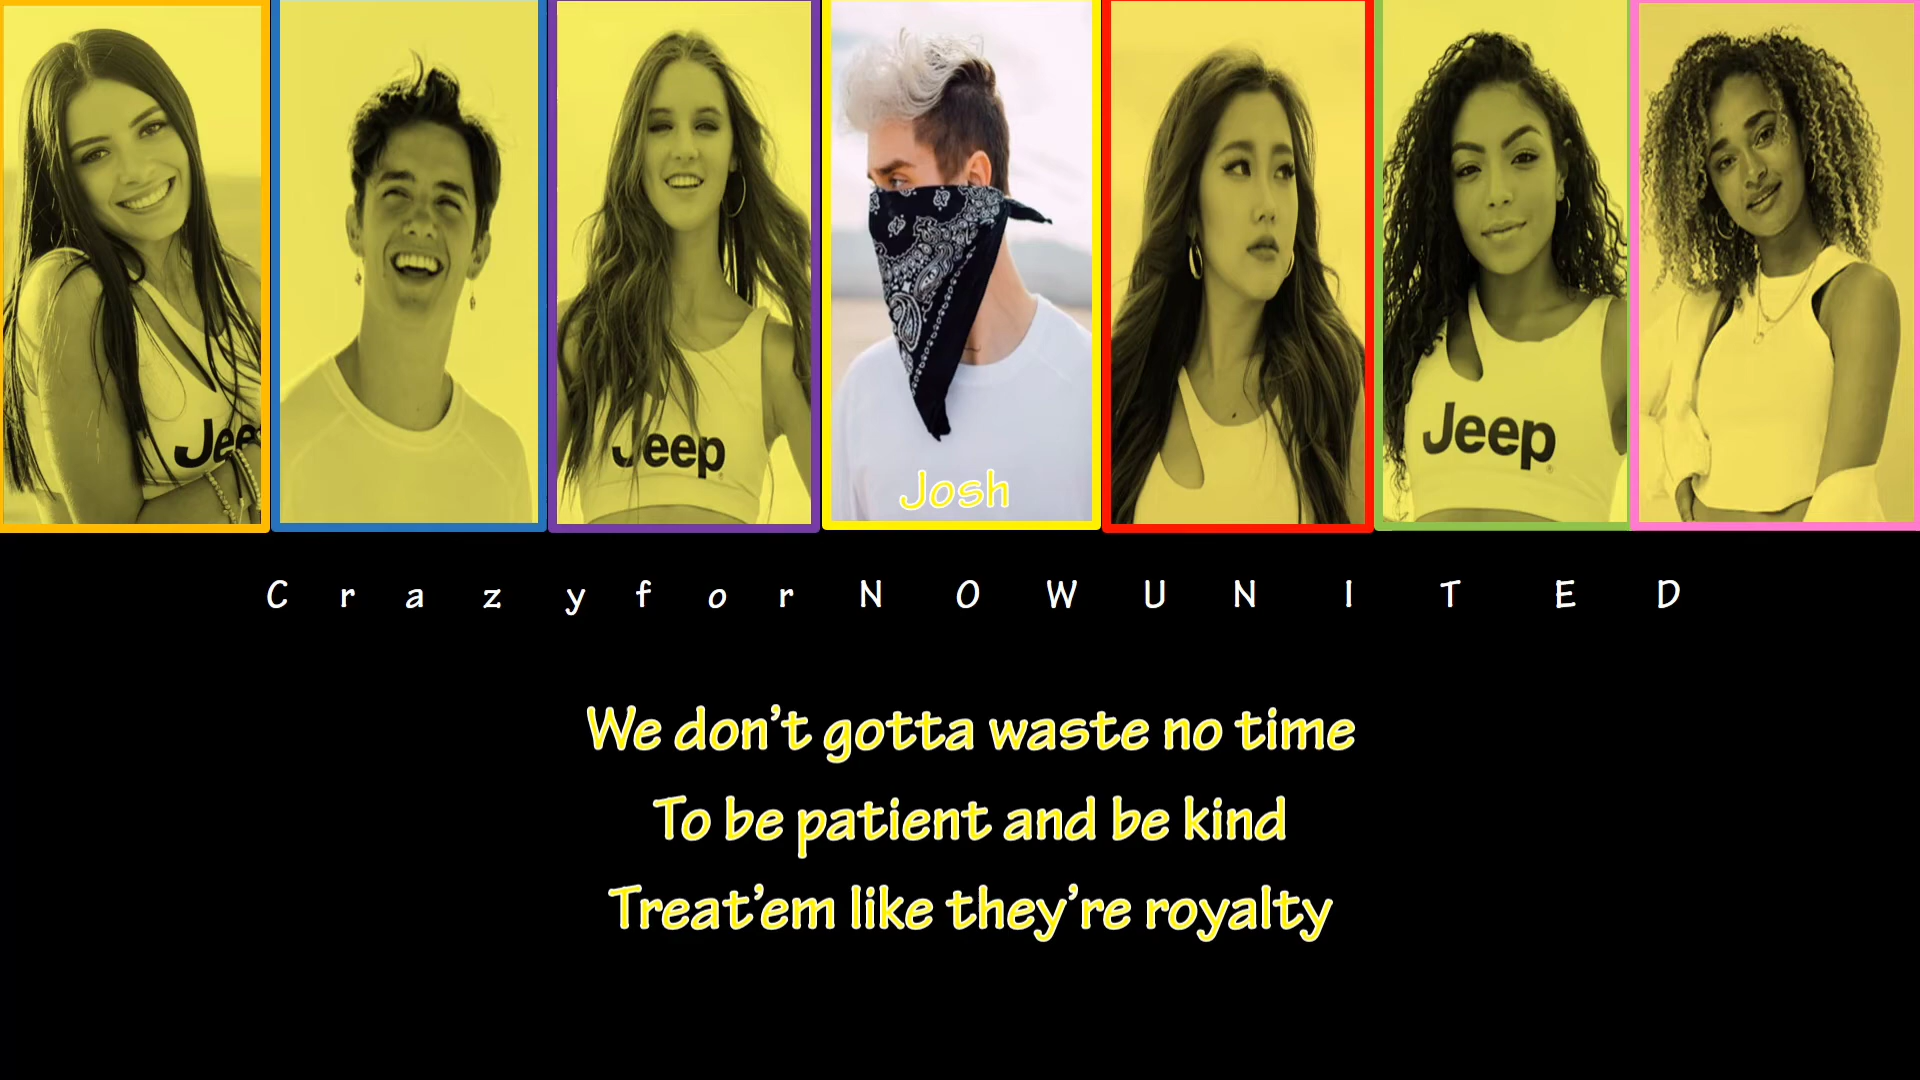 Jeep
Jeep
Jeep
Josh
C r a z y f o r N O W U N I T E D
We don't gotta waste no time
To be patient and be kind
Treat'em like they're royalty